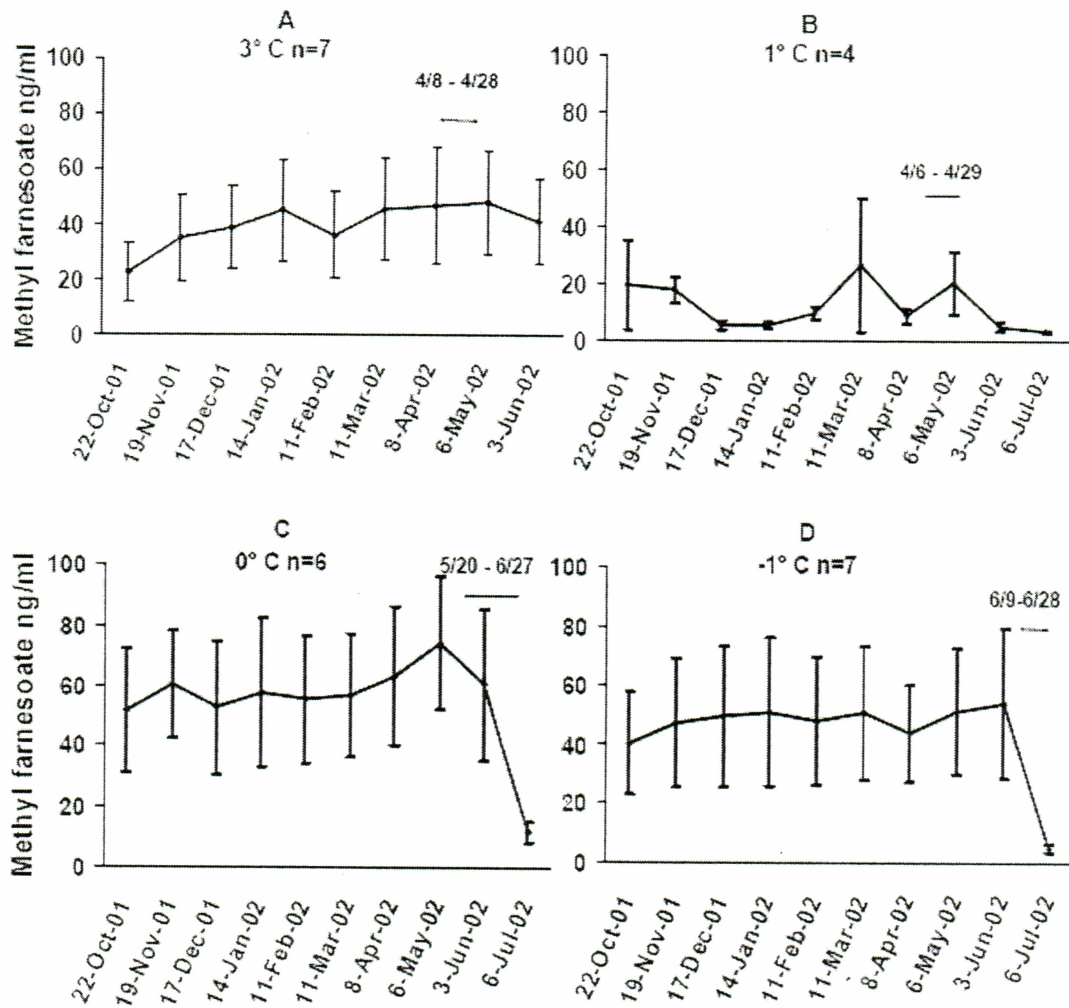 A
3° C n=7
4/8 - 4/28
Methyl farnesoate ng/ml
100
80
60
40
20
0
22-Oct-01
19-Nov-01
17-Dec-01
14-Jan-02
11-Feb-02
11-Mar-02
8-Apr-02
6-May-02
3-Jun-02
B
1° C n=4
4/6 - 4/29
100
80
60
40
20
0
22-Oct-01
19-Nov-01
17-Dec-01
14-Jan-02
11-Feb-02
11-Mar-02
8-Apr-02
6-May-02
3-Jun-02
6-Jul-02
C
0° C n=6
5/20 - 6/27
Methyl farnesoate ng/ml
100
80
60
40
20
0
22-Oct-01
19-Nov-01
17-Dec-01
14-Jan-02
11-Feb-02
11-Mar-02
8-Apr-02
6-May-02
3-Jun-02
6-Jul-02
D
-1° C n=7
6/9-6/28
100
80
60
40
20
0
22-Oct-01
19-Nov-01
17-Dec-01
14-Jan-02
11-Feb-02
11-Mar-02
8-Apr-02
6-May-02
3-Jun-02
6-Jul-02